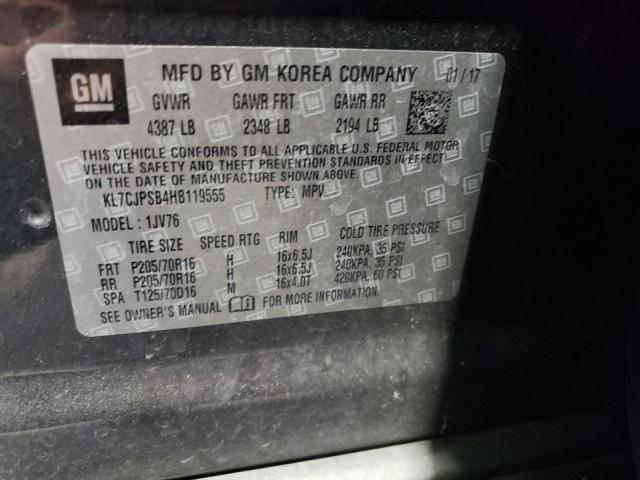 GM
MFD BY GM KOREA COMPANY 01/17
GVWR GAWR FRT GAWR RR
4387 LB 2348 LB 2194 LB
THIS VEHICLE CONFORMS TO ALL APPLICABLE U.S. FEDERAL MOTOR
VEHICLE SAFETY AND THEFT PREVENTION STANDARDS IN EFFECT
ON THE DATE OF MANUFACTURE SHOWN ABOVE.
KL7CJPSB4HB119555 TYPE: MPV
MODEL: 1JV76
TIRE SIZE SPEED RTG RIM COLD TIRE PRESSURE
FRT P205/70R16 H 16x6.5J 240KPA, 35 PSI
RR P205/70R16 H 16x6.5J 240KPA, 35 PSI
SPA T125/70D16 M 16x4.0T 420KPA, 60 PSI
SEE OWNER'S MANUAL FOR MORE INFORMATION.